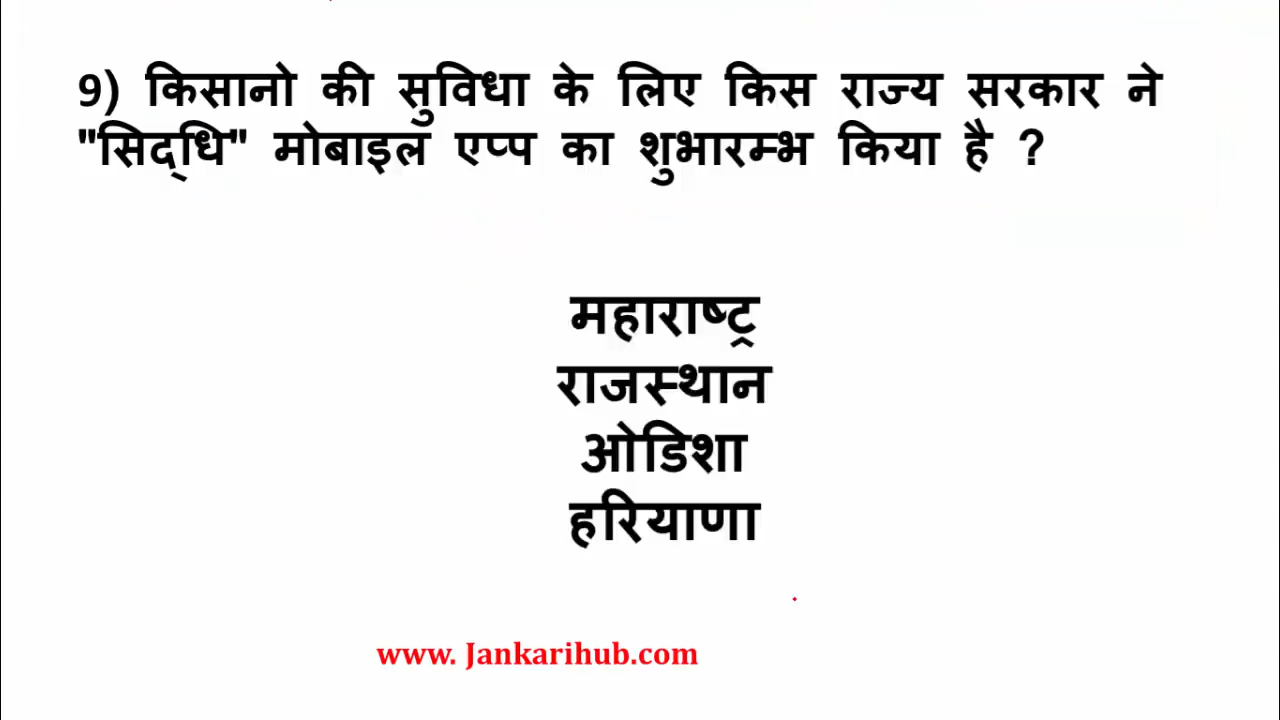 9) किसानो की सुविधा के लिए किस राज्य सरकार ने
"सिद्‌धि" मोबाइल एप्प का शुभारम्भ किया है ?
महाराष्ट्र
राजस्थान
ओडिशा
हरियाणा
www. Jankarihub.com